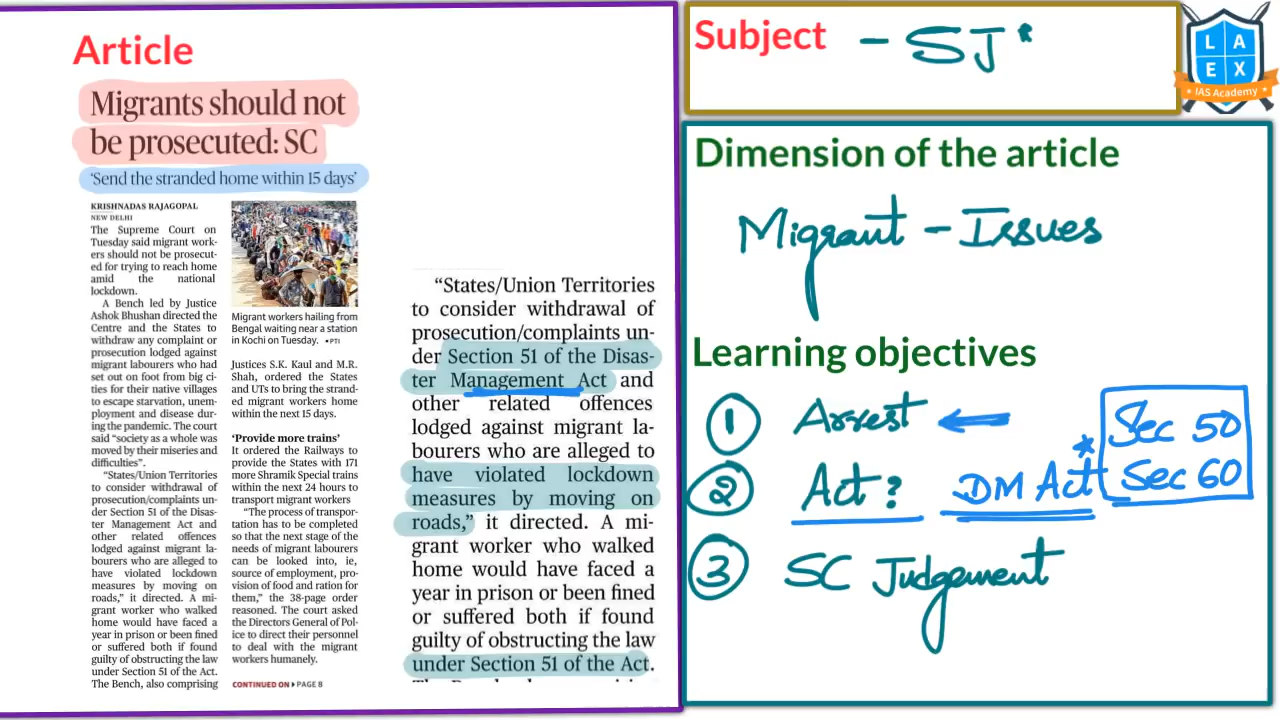 Article
Migrants should not
be prosecuted: SC
‘Send the stranded home within 15 days’
KRISHNADAS RAJAGOPAL
NEW DELHI
The Supreme Court on
Tuesday said migrant work-
ers should not be prosecut-
ed for trying to reach home
amid the national
lockdown.
A Bench led by Justice
Ashok Bhushan directed the
Centre and the States to
withdraw any complaint or
prosecution lodged against
migrant labourers who had
set out on foot from big ci-
ties for their native villages
to escape starvation, unem-
ployment and disease dur-
ing the pandemic. The court
said “society as a whole was
moved by their miseries and
difficulties”.
“States/Union Territories
to consider withdrawal of
prosecution/complaints un-
der Section 51 of the Disas-
ter Management Act and
other related offences
lodged against migrant la-
bourers who are alleged to
have violated lockdown
measures by moving on
roads,” it directed. A mi-
grant worker who walked
home would have faced a
year in prison or been fined
or suffered both if found
guilty of obstructing the law
under Section 51 of the Act.
The Bench, also comprising
Migrant workers hailing from
Bengal waiting near a station
in Kochi on Tuesday. •PTI
Justices S.K. Kaul and M.R.
Shah, ordered the States
and UTs to bring the strand-
ed migrant workers home
within the next 15 days.
‘Provide more trains’
It ordered the Railways to
provide the States with 171
more Shramik Special trains
within the next 24 hours to
transport migrant workers
“The process of transpor-
tation has to be completed
so that the next stage of the
needs of migrant labourers
can be looked into, ie,
source of employment, pro-
vision of food and ration for
them,” the 38-page order
reasoned. The court asked
the Directors General of Pol-
ice to direct their personnel
to deal with the migrant
workers humanely.
CONTINUED ON ▸ PAGE 8
“States/Union Territories
to consider withdrawal of
prosecution/complaints un-
der Section 51 of the Disas-
ter Management Act and
other related offences
lodged against migrant la-
bourers who are alleged to
have violated lockdown
measures by moving on
roads,” it directed. A mi-
grant worker who walked
home would have faced a
year in prison or been fined
or suffered both if found
guilty of obstructing the law
under Section 51 of the Act.
Subject - SJ*
LA
EX
IAS Academy
Dimension of the article
Migrant - Issues
Learning objectives
1 Arrest ← Sec 50
2 Act? DM Act* Sec 60
3 SC Judgement